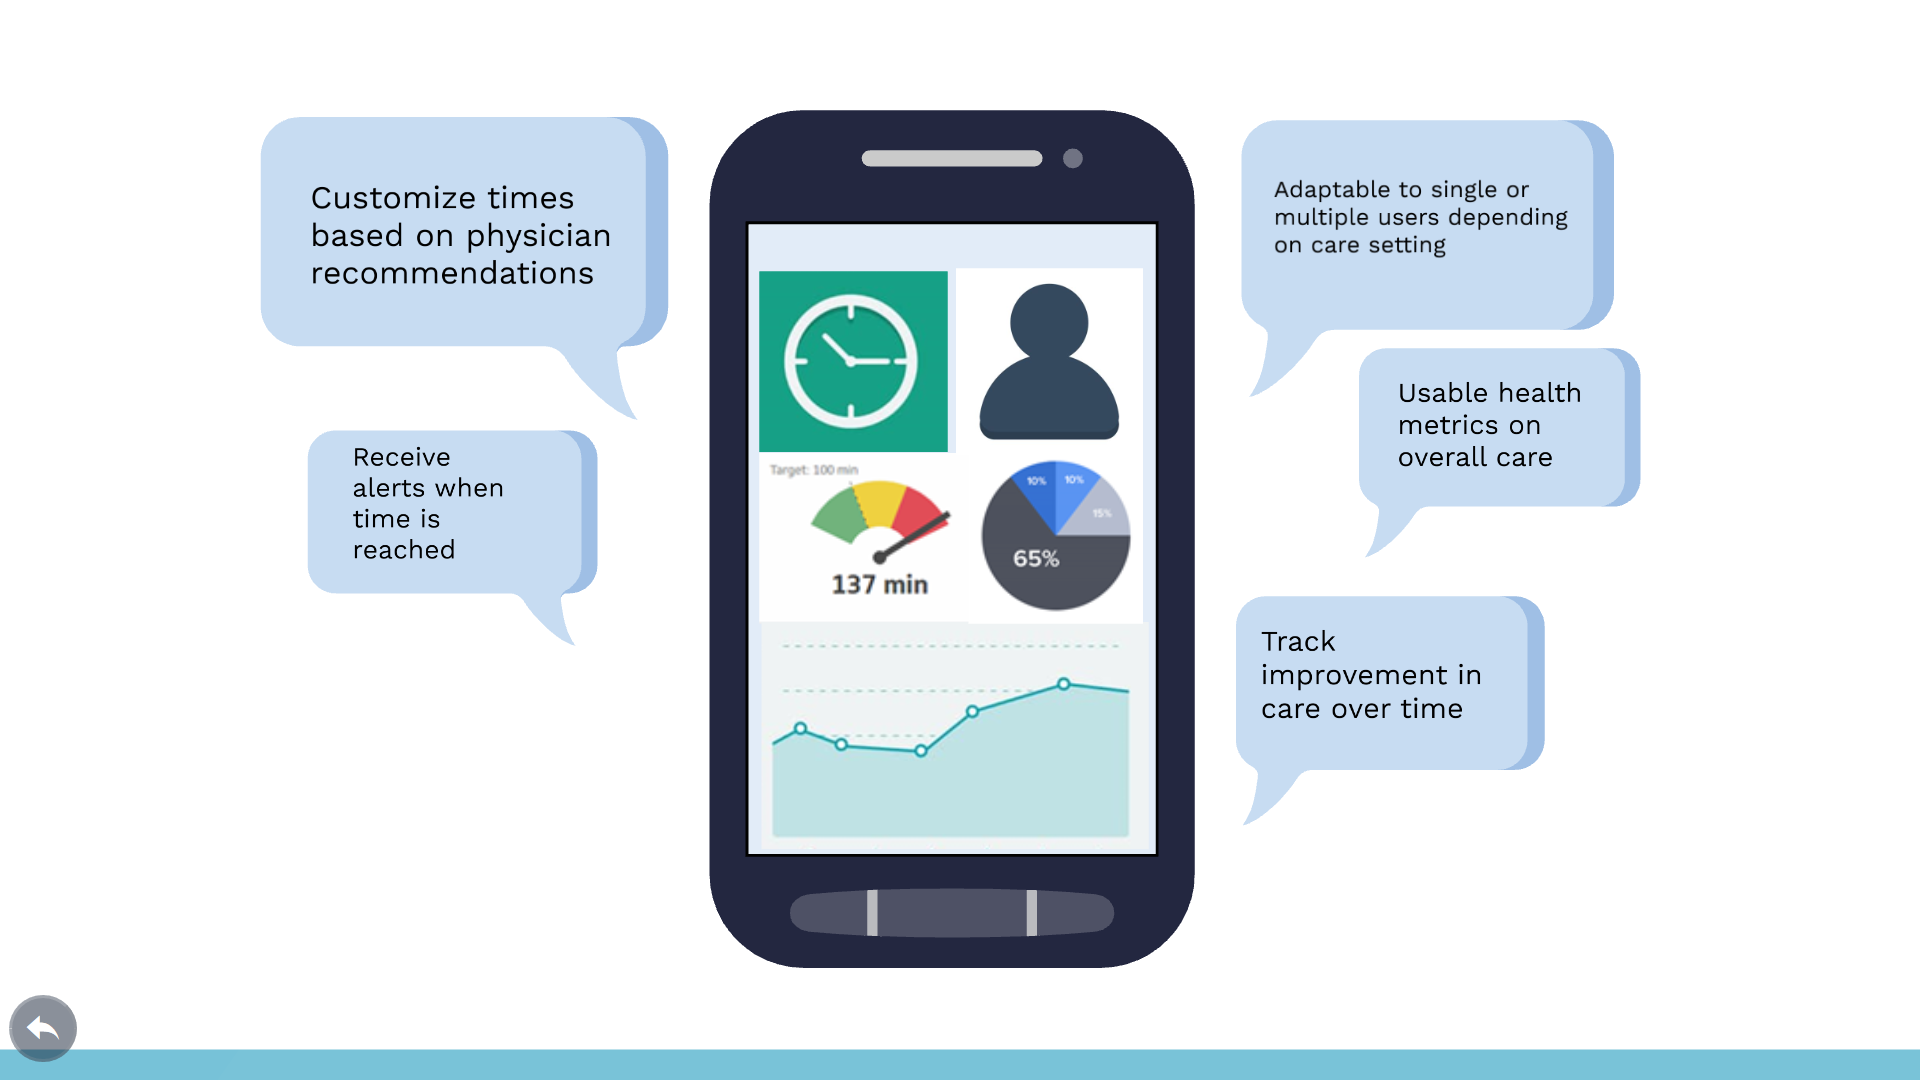 Customize times
based on physician
recommendations
Receive
alerts when
time is
reached
Target: 100 min
137 min
10%
10%
15%
65%
Adaptable to single or
multiple users depending
on care setting
Usable health
metrics on
overall care
Track
improvement in
care over time